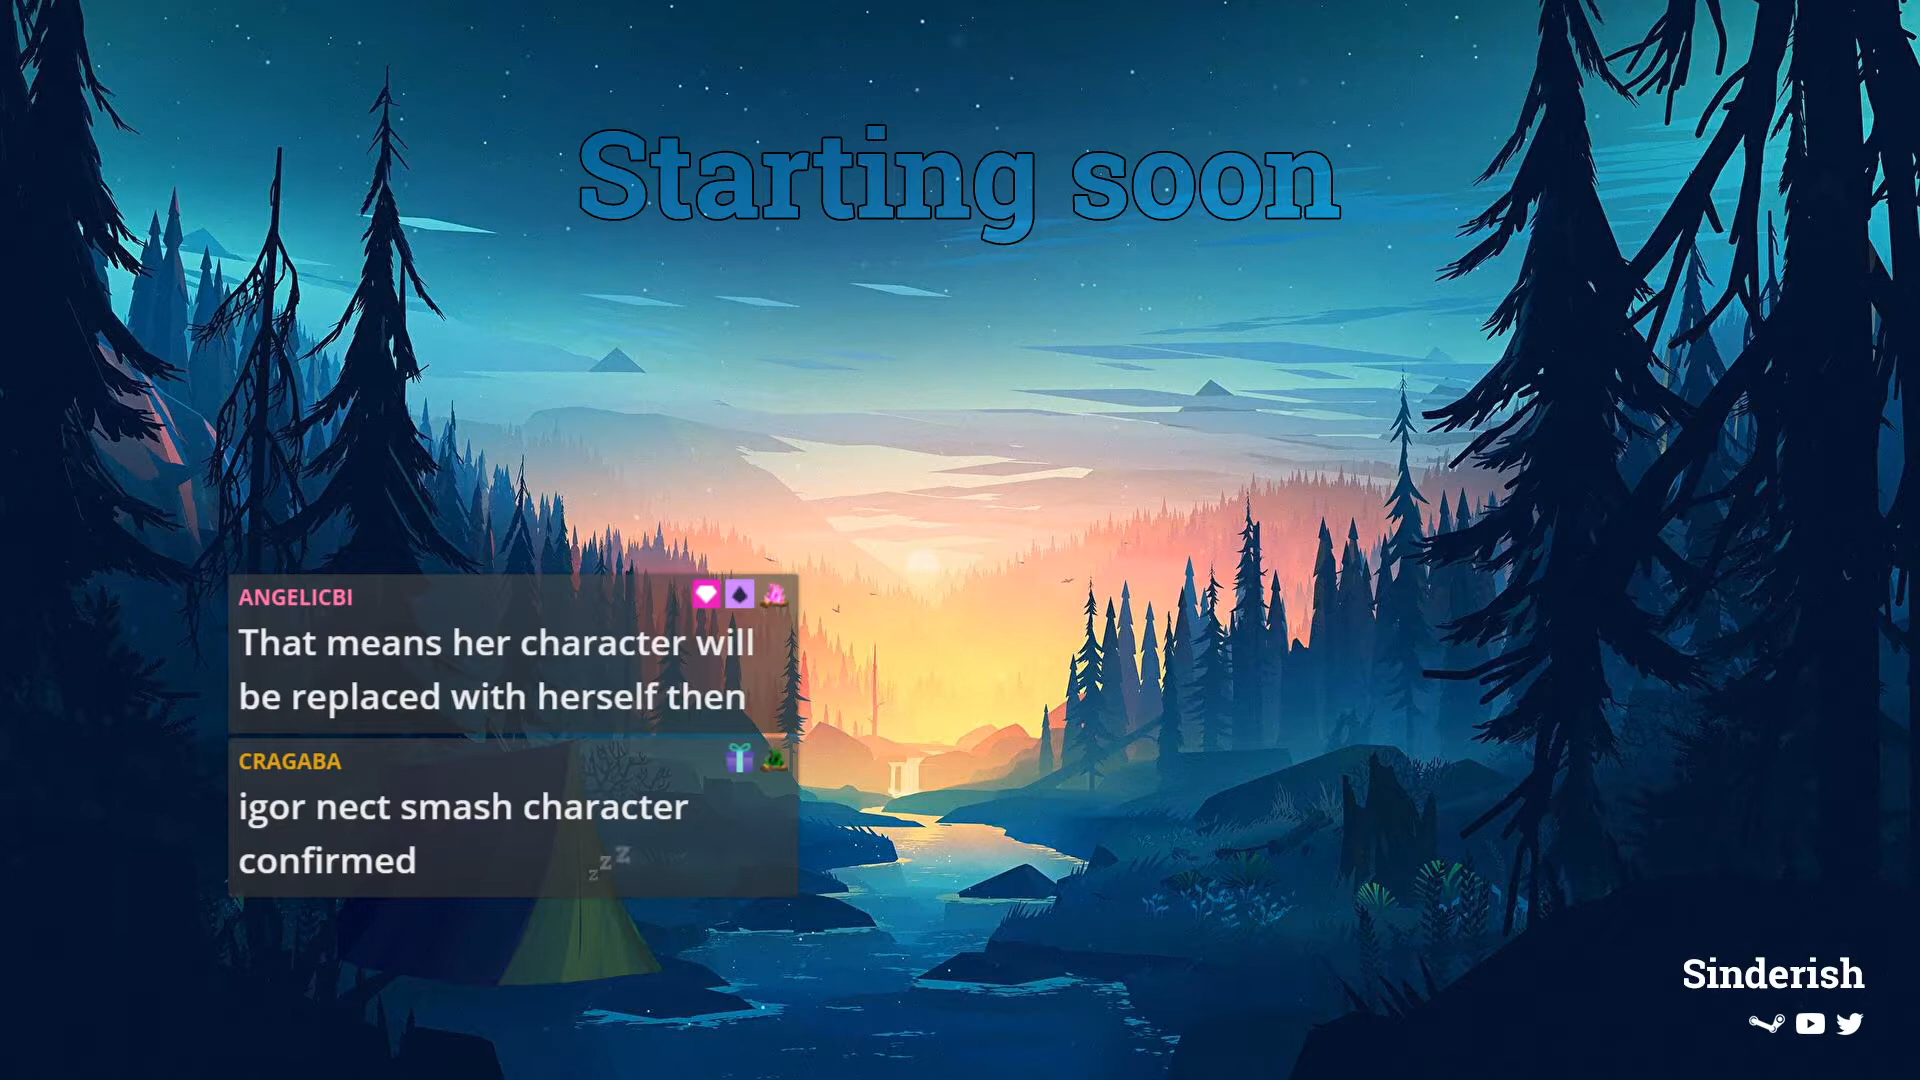 Starting soon
ANGELICBI
That means her character will
be replaced with herself then
CRAGABA
igor nect smash character
confirmed
z z z
Sinderish